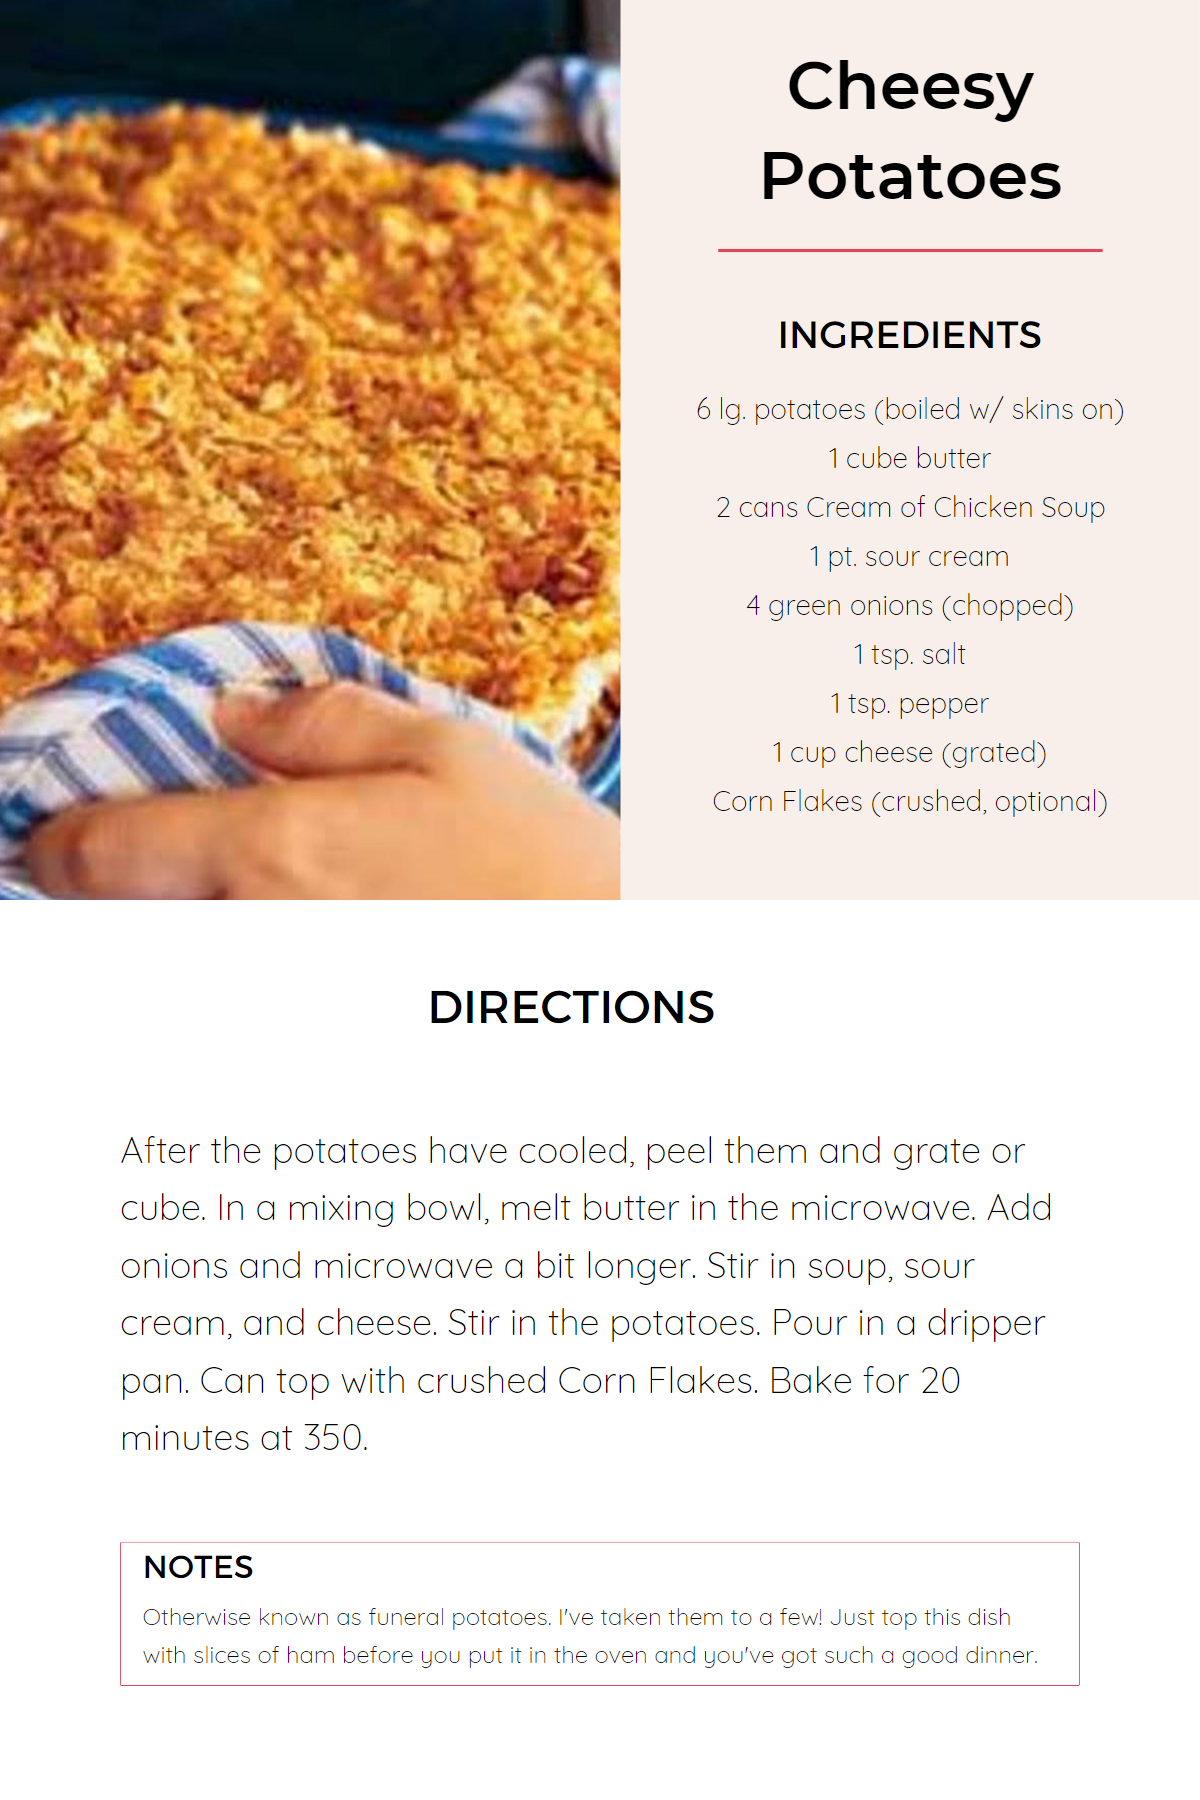 Cheesy
Potatoes
INGREDIENTS
6 lg. potatoes (boiled w/ skins on)
1 cube butter
2 cans Cream of Chicken Soup
1 pt. sour cream
4 green onions (chopped)
1 tsp. salt
1 tsp. pepper
1 cup cheese (grated)
Corn Flakes (crushed, optional)
DIRECTIONS
After the potatoes have cooled, peel them and grate or
cube. In a mixing bowl, melt butter in the microwave. Add
onions and microwave a bit longer. Stir in soup, sour
cream, and cheese. Stir in the potatoes. Pour in a dripper
pan. Can top with crushed Corn Flakes. Bake for 20
minutes at 350.
NOTES
Otherwise known as funeral potatoes. I've taken them to a few! Just top this dish
with slices of ham before you put it in the oven and you've got such a good dinner.